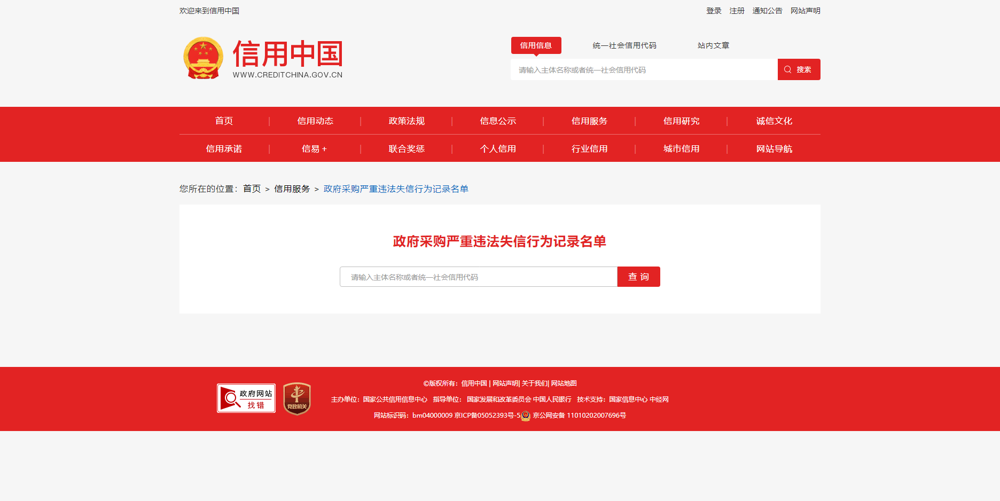 欢迎来到信用中国
登录 注册 通知公告 网站声明
信用中国
WWW.CREDITCHINA.GOV.CN
信用信息 统一社会信用代码 站内文章
请输入主体名称或者统一社会信用代码 搜索
首页 | 信用动态 | 政策法规 | 信息公示 | 信用服务 | 信用研究 | 诚信文化
信用承诺 | 信易+ | 联合奖惩 | 个人信用 | 行业信用 | 城市信用 | 网站导航
您所在的位置：首页 > 信用服务 > 政府采购严重违法失信行为记录名单
政府采购严重违法失信行为记录名单
请输入主体名称或者统一社会信用代码 查 询
政府网站
找错
党政机关
©版权所有：信用中国 | 网站声明| 关于我们| 网站地图
主办单位：国家公共信用信息中心 指导单位： 国家发展和改革委员会 中国人民银行 技术支持：国家信息中心 中经网
网站标识码：bm04000009 京ICP备05052393号-5 京公网安备 11010202007696号